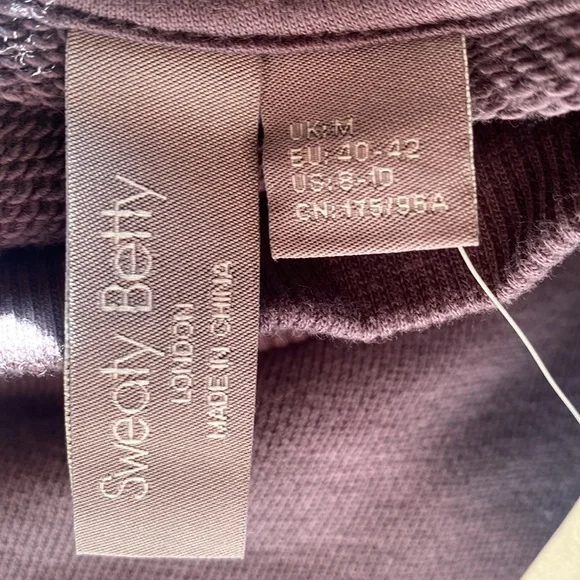 Sweaty Betty
LONDON
MADE IN CHINA
UK: M
EU: 40-42
US: 8-10
CN: 175/96A